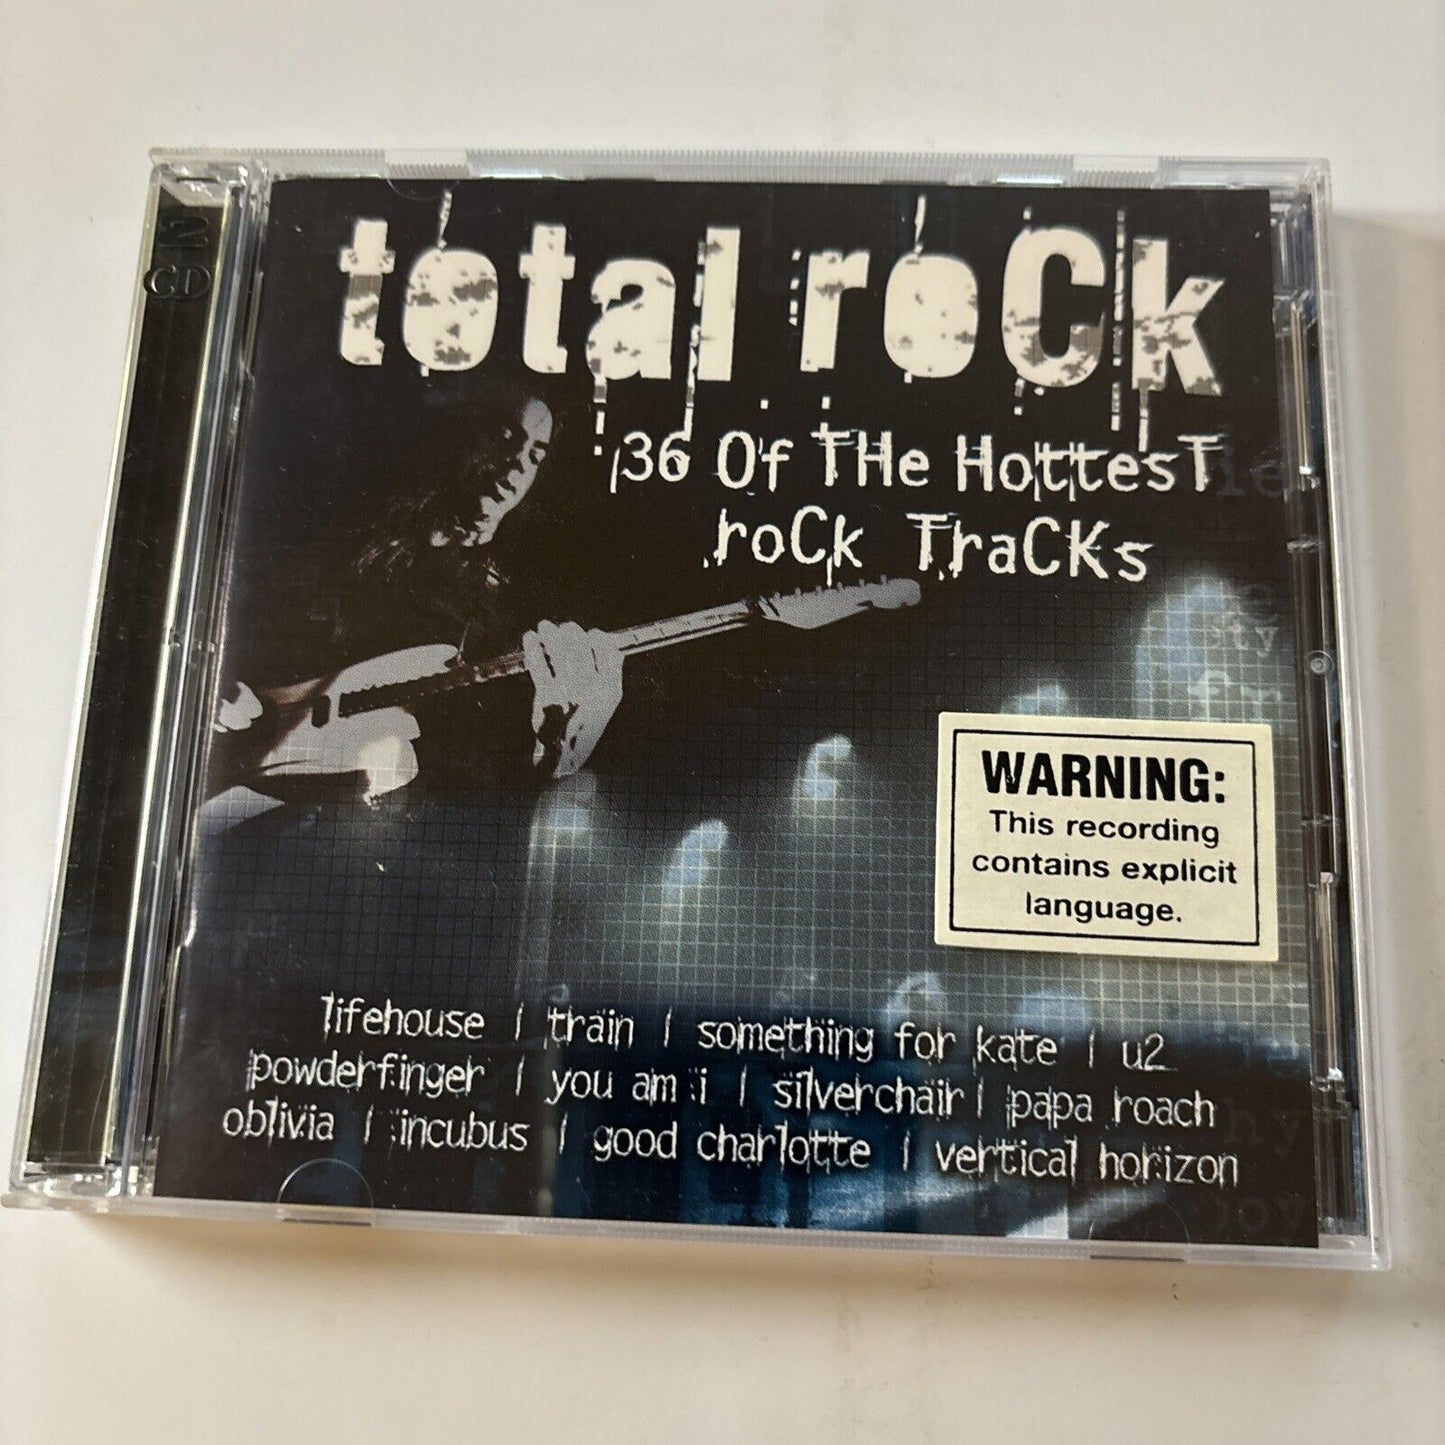 2
CD
total roCk
36 Of THe HottesT
roCk TraCKs
WARNING:
This recording
contains explicit
language.
lifehouse | train | something for kate | u2
powderfinger | you am i | silverchair | papa roach
oblivia | incubus | good charlotte | vertical horizon